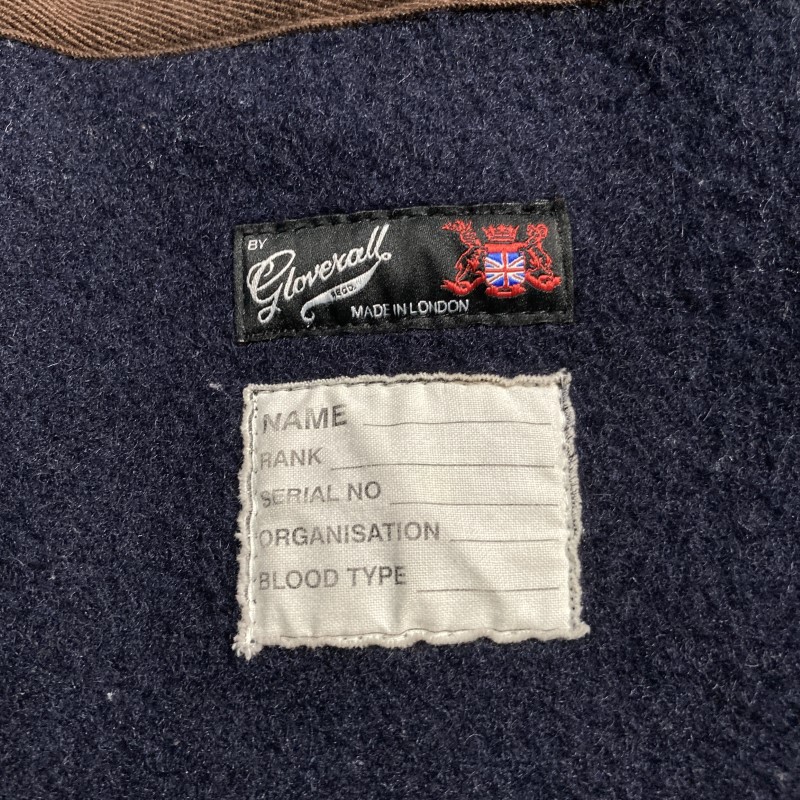 BY
Gloverall
REGD.
MADE IN LONDON
NAME
RANK
SERIAL NO
ORGANISATION
BLOOD TYPE